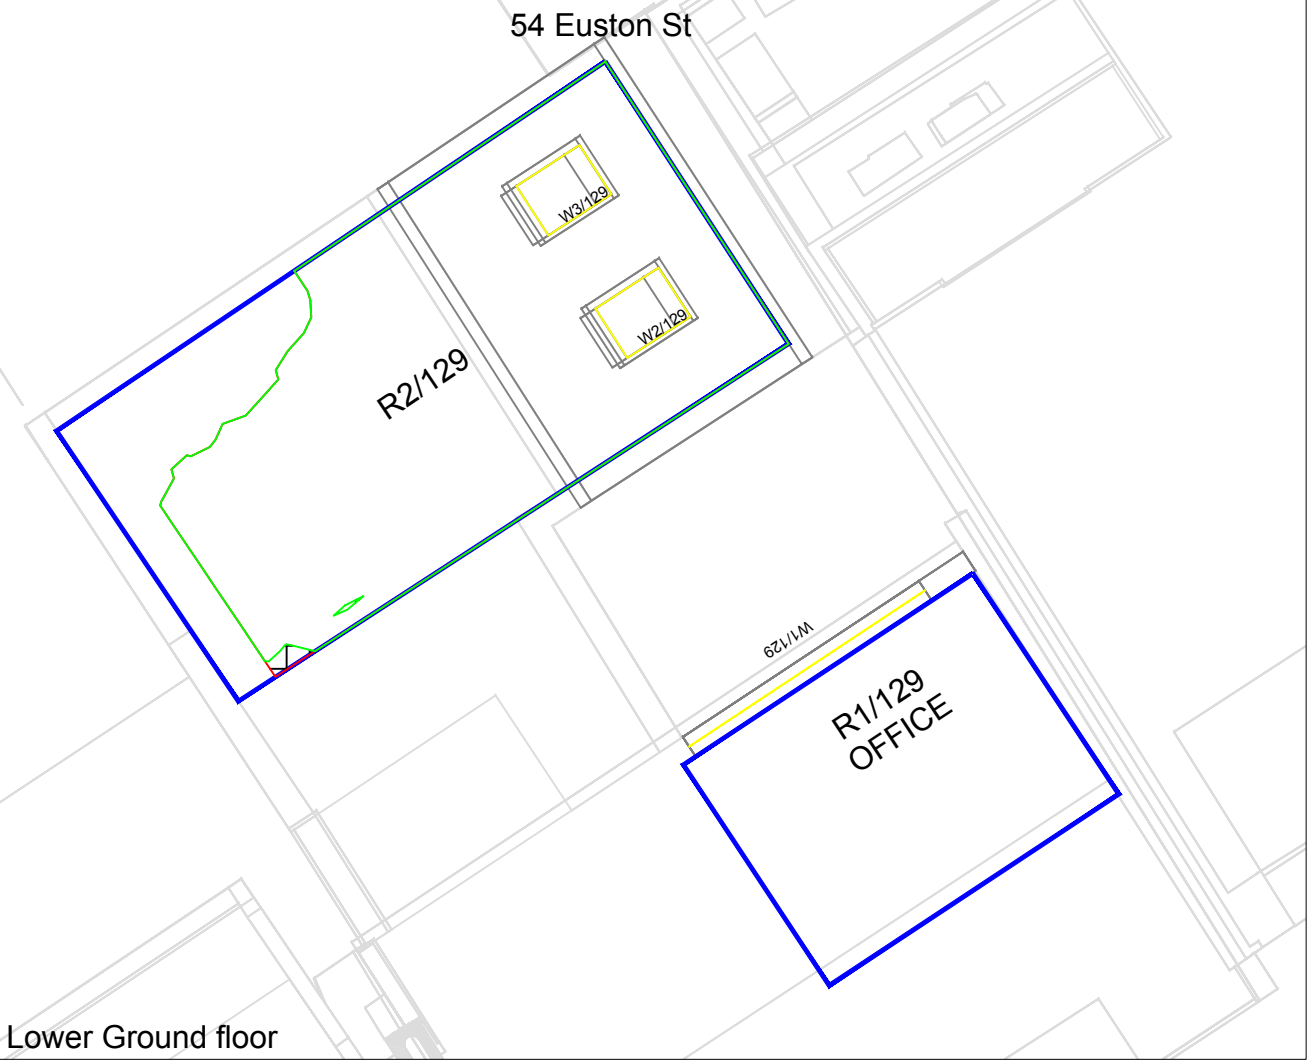 54 Euston St
W3/129
W2/129
R2/129
W1/129
R1/129
OFFICE
Lower Ground floor